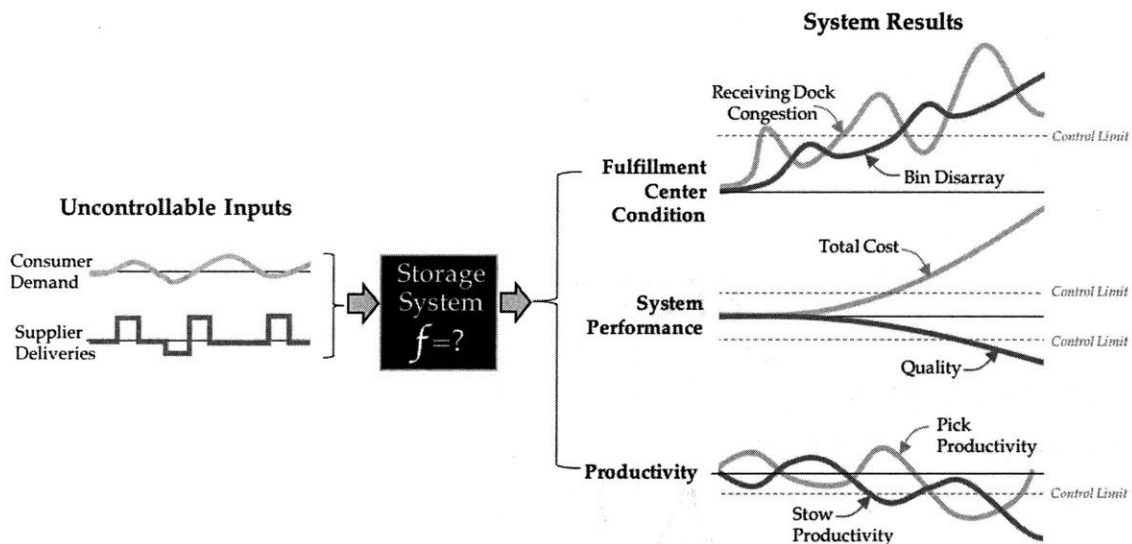 System Results
Receiving Dock
Congestion
Control Limit
Bin Disarray
Fulfillment
Center
Condition
Uncontrollable Inputs
Consumer
Demand
Supplier
Deliveries
Storage
System
f=?
Total Cost
Control Limit
System
Performance
Control Limit
Quality
Pick
Productivity
Productivity
Control Limit
Stow
Productivity